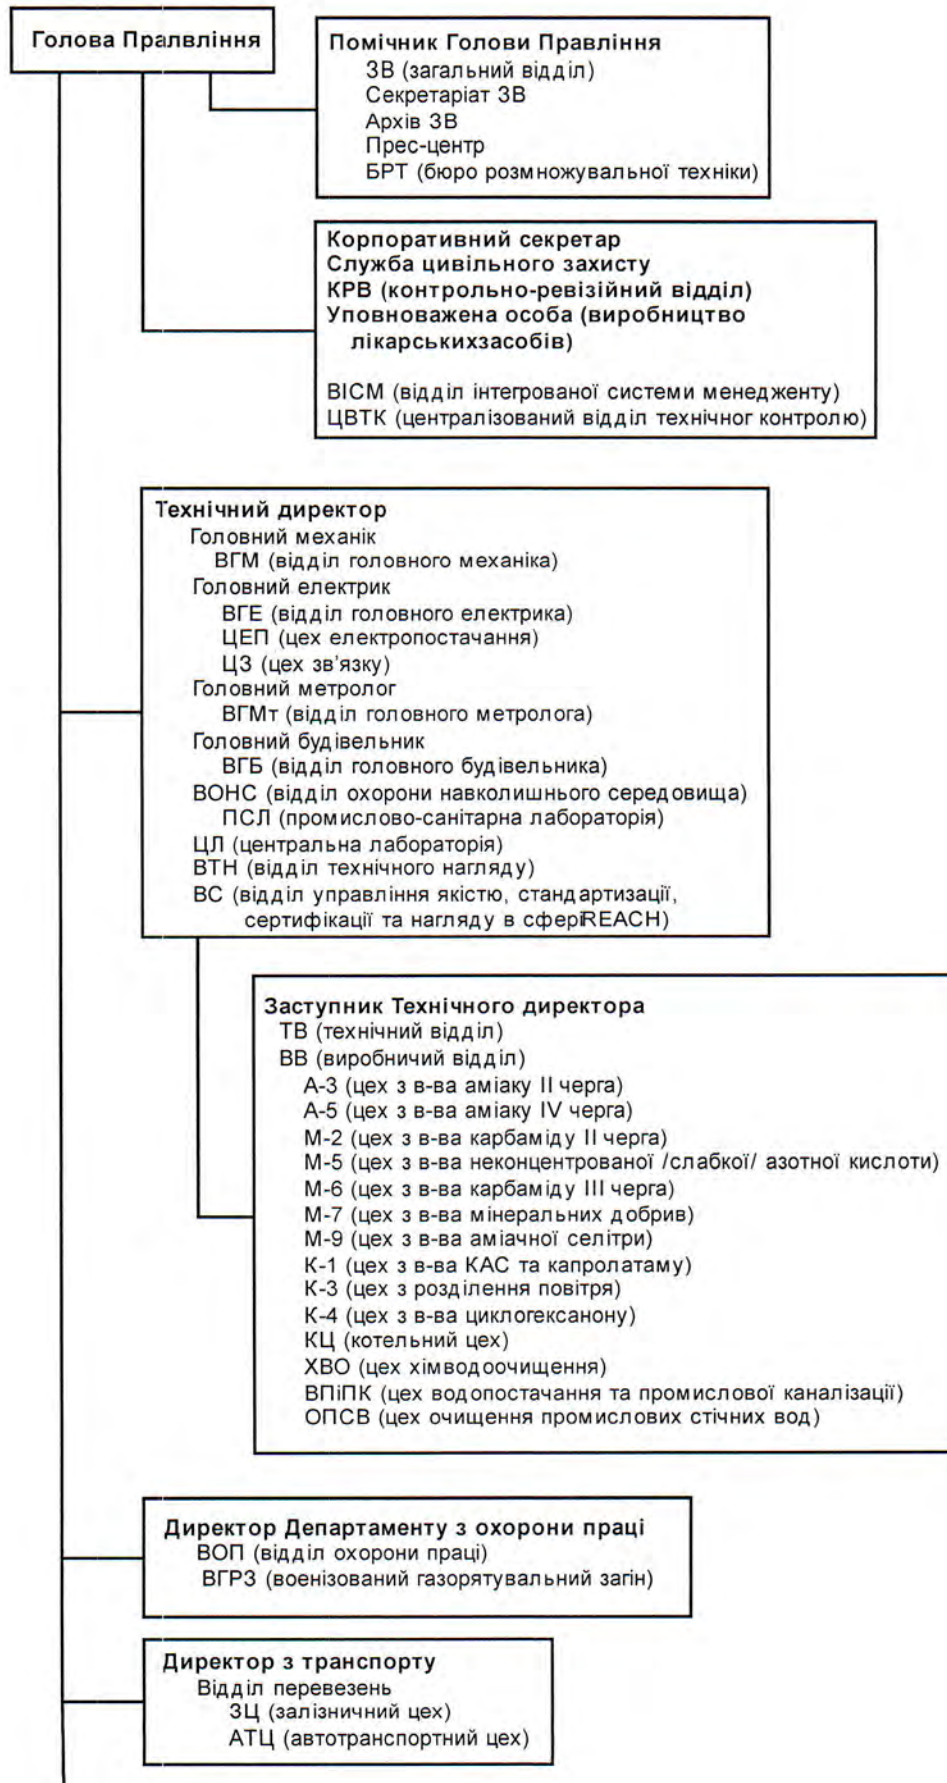 Голова Пралвління
Помічник Голови Правління
ЗВ (загальний відділ)
Секретаріат ЗВ
Архів ЗВ
Прес-центр
БРТ (бюро розмножувальної техніки)
Корпоративний секретар
Служба цивільного захисту
КРВ (контрольно-ревізійний відділ)
Уповноважена особа (виробництво
лікарськихзасобів)
ВІСМ (відділ інтегрованої системи менеджменту)
ЦВТК (централізований відділ технічног контролю)
Технічний директор
Головний механік
ВГМ (відділ головного механіка)
Головний електрик
ВГЕ (відділ головного електрика)
ЦЕП (цех електропостачання)
ЦЗ (цех зв'язку)
Головний метролог
ВГМт (відділ головного метролога)
Головний будівельник
ВГБ (відділ головного будівельника)
ВОНС (відділ охорони навколишнього середовища)
ПСЛ (промислово-санітарна лабораторія)
ЦЛ (центральна лабораторія)
ВТН (відділ технічного нагляду)
ВС (відділ управління якістю, стандартизації,
сертифікації та нагляду в сферіREACH)
Заступник Технічного директора
ТВ (технічний відділ)
ВВ (виробничий відділ)
А-3 (цех з в-ва аміаку II черга)
А-5 (цех з в-ва аміаку IV черга)
М-2 (цех з в-ва карбаміду II черга)
М-5 (цех з в-ва неконцентрованої /слабкої/ азотної кислоти)
М-6 (цех з в-ва карбаміду III черга)
М-7 (цех з в-ва мінеральних добрив)
М-9 (цех з в-ва аміачної селітри)
К-1 (цех з в-ва КАС та капролатаму)
К-3 (цех з розділення повітря)
К-4 (цех з в-ва циклогексанону)
КЦ (котельний цех)
ХВО (цех хімводоочищення)
ВПіПК (цех водопостачання та промислової каналізації)
ОПСВ (цех очищення промислових стічних вод)
Директор Департаменту з охорони праці
ВОП (відділ охорони праці)
ВГРЗ (воєнізований газорятувальний загін)
Директор з транспорту
Відділ перевезень
ЗЦ (залізничний цех)
АТЦ (автотранспортний цех)